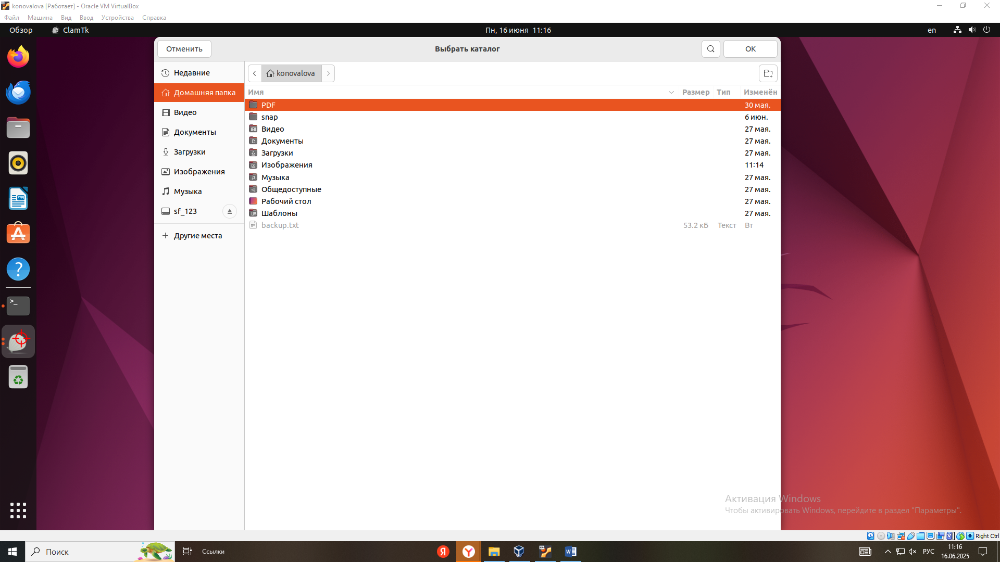 konovalova [Работает] - Oracle VM VirtualBox
Файл Машина Вид Ввод Устройства Справка
Обзор ClamTk Пн, 16 июня 11:16 en
Отменить Выбрать каталог OK
Недавние
Домашняя папка
Видео
Документы
Загрузки
Изображения
Музыка
sf_123
Другие места
konovalova
Имя Размер Тип Изменён
PDF 30 мая.
snap 6 июн.
Видео 27 мая.
Документы 27 мая.
Загрузки 27 мая.
Изображения 11:14
Музыка 27 мая.
Общедоступные 27 мая.
Рабочий стол 27 мая.
Шаблоны 27 мая.
backup.txt 53.2 кБ Текст Вт
Активация Windows
Чтобы активировать Windows, перейдите в раздел "Параметры".
Right Ctrl
Поиск Ссылки РУС 11:16
16.06.2025